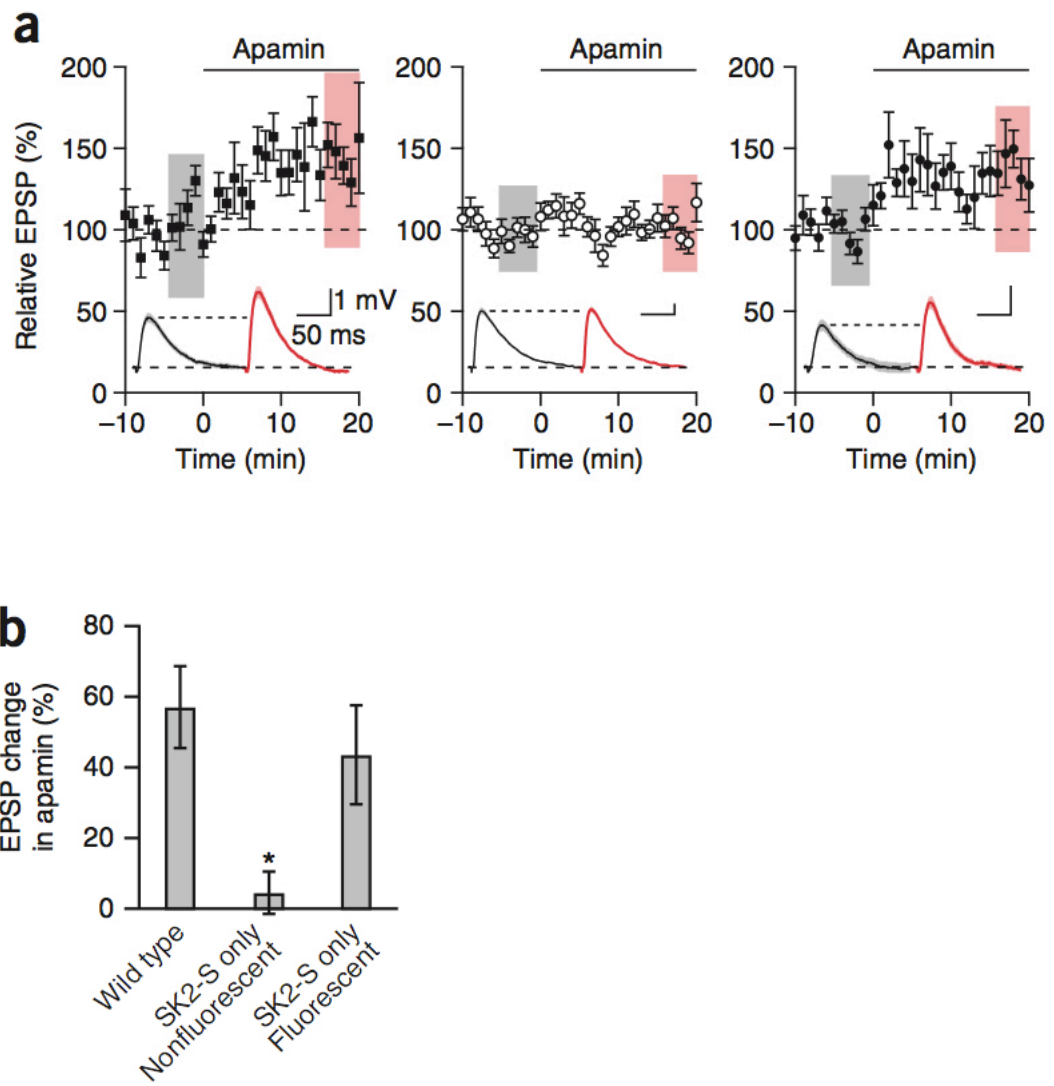 a
Apamin
Apamin
Apamin
Relative EPSP (%)
200
150
100
50
0
200
150
100
50
0
200
150
100
50
0
1 mV
50 ms
–10 0 10 20
–10 0 10 20
–10 0 10 20
Time (min)
Time (min)
Time (min)
b
EPSP change
in apamin (%)
80
60
40
20
0
*
Wild type
SK2-S only
Nonfluorescent
SK2-S only
Fluorescent